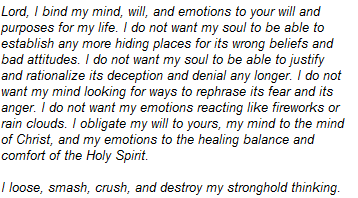 Lord, I bind my mind, will, and emotions to your will and
purposes for my life. I do not want my soul to be able to
establish any more hiding places for its wrong beliefs and
bad attitudes. I do not want my soul to be able to justify
and rationalize its deception and denial any longer. I do not
want my mind looking for ways to rephrase its fear and its
anger. I do not want my emotions reacting like fireworks or
rain clouds. I obligate my will to yours, my mind to the mind
of Christ, and my emotions to the healing balance and
comfort of the Holy Spirit.

I loose, smash, crush, and destroy my stronghold thinking.